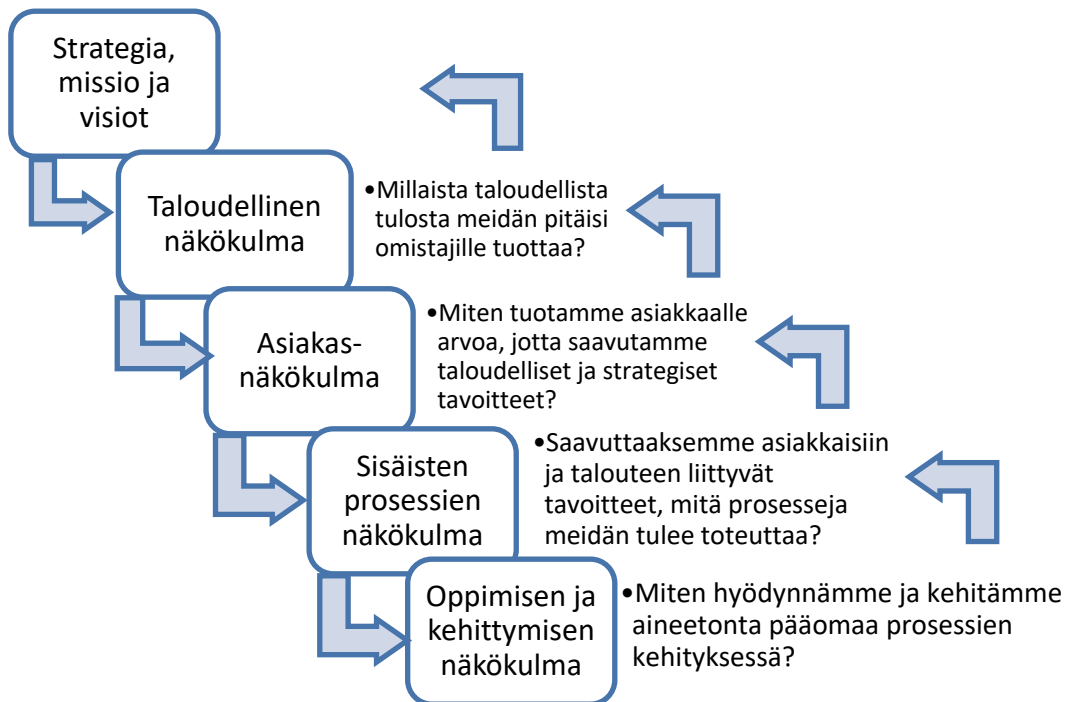 Strategia,
missio ja
visiot
Taloudellinen
näkökulma
•Millaista taloudellista
tulosta meidän pitäisi
omistajille tuottaa?
Asiakas-
näkökulma
•Miten tuotamme asiakkaalle
arvoa, jotta saavutamme
taloudelliset ja strategiset
tavoitteet?
Sisäisten
prosessien
näkökulma
•Saavuttaaksemme asiakkaisiin
ja talouteen liittyvät
tavoitteet, mitä prosesseja
meidän tulee toteuttaa?
Oppimisen ja
kehittymisen
näkökulma
•Miten hyödynnämme ja kehitämme
aineetonta pääomaa prosessien
kehityksessä?